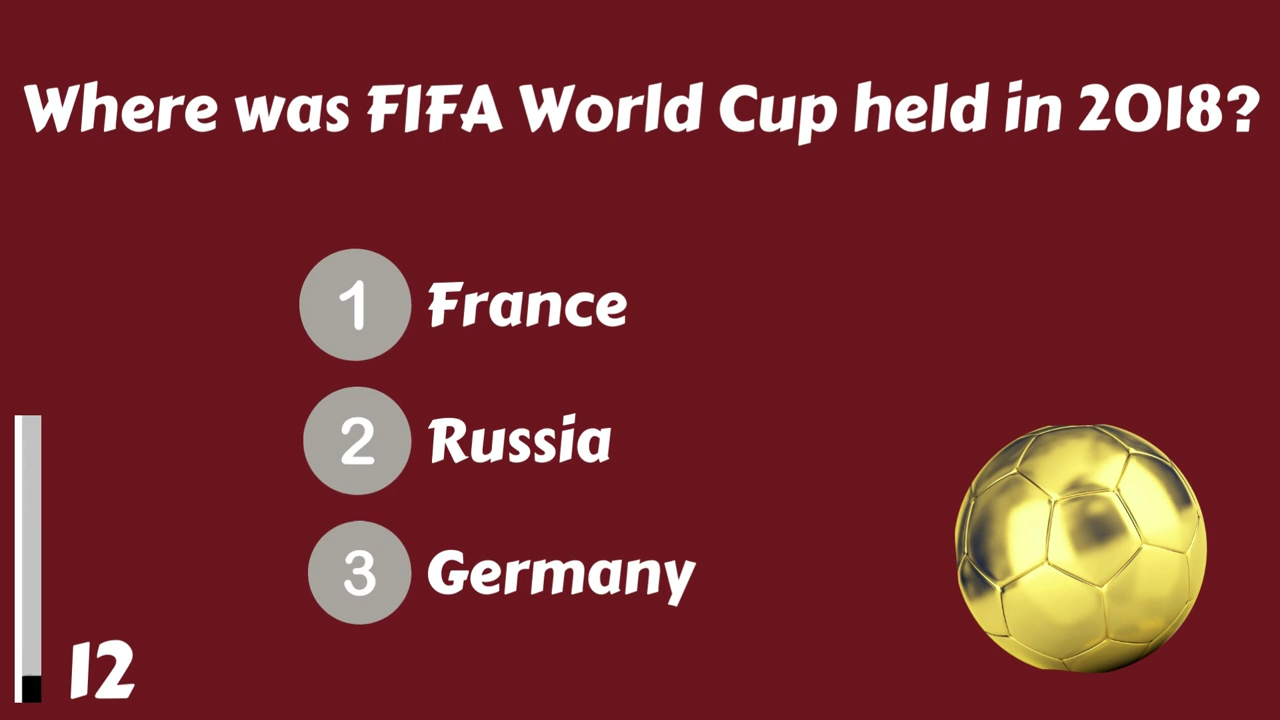 Where was FIFA World Cup held in 2018?
1 France
2 Russia
3 Germany
12